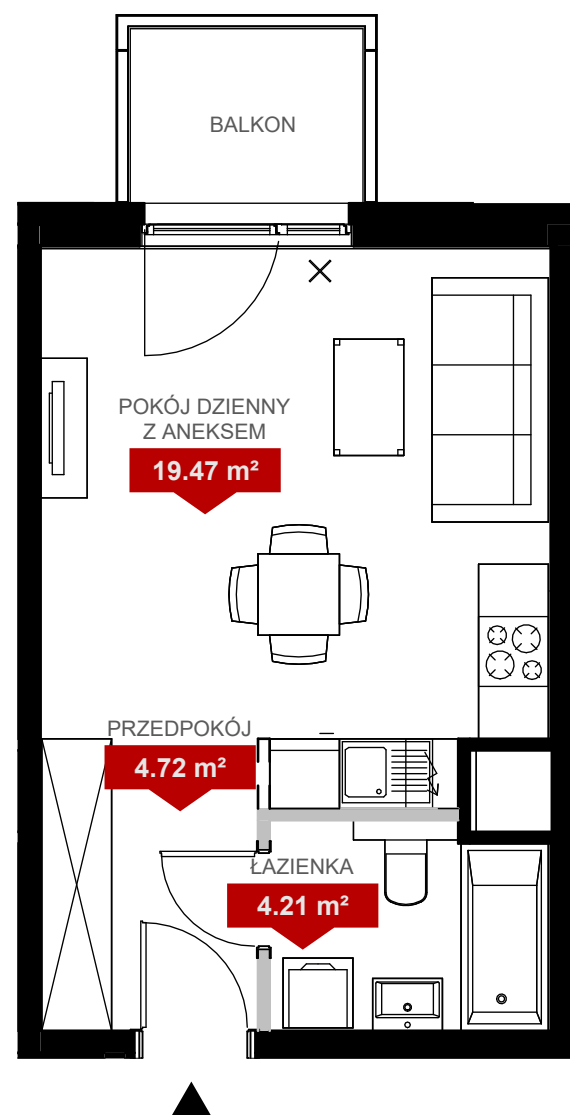 BALKON
POKÓJ DZIENNY
Z ANEKSEM
19.47 m²
PRZEDPOKÓJ
4.72 m²
ŁAZIENKA
4.21 m²